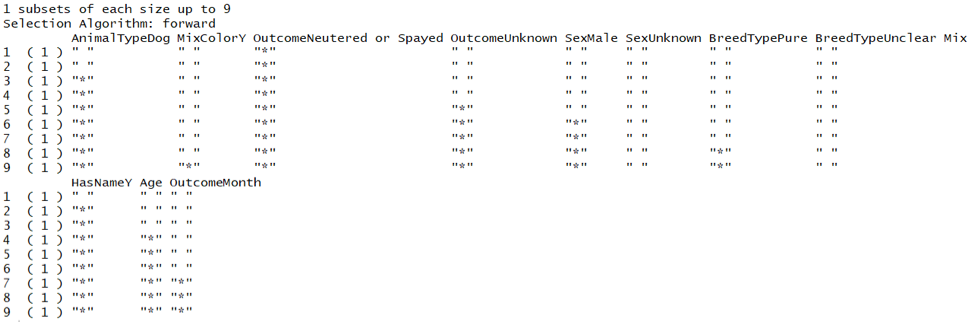 1 subsets of each size up to 9
Selection Algorithm: forward
AnimalTypeDog MixColorY OutcomeNeutered or Spayed OutcomeUnknown SexMale SexUnknown BreedTypePure BreedTypeUnclear Mix
1 ( 1 ) " " " " "*" " " " " " " " " " "
2 ( 1 ) " " " " "*" " " " " " " " " " "
3 ( 1 ) "*" " " "*" " " " " " " " " " "
4 ( 1 ) "*" " " "*" " " " " " " " " " "
5 ( 1 ) "*" " " "*" "*" " " " " " " " "
6 ( 1 ) "*" " " "*" "*" "*" " " " " " "
7 ( 1 ) "*" " " "*" "*" "*" " " " " " "
8 ( 1 ) "*" " " "*" "*" "*" " " "*" " "
9 ( 1 ) "*" "*" "*" "*" "*" " " "*" " "
HasNameY Age OutcomeMonth
1 ( 1 ) " " " " " "
2 ( 1 ) "*" " " " "
3 ( 1 ) "*" " " " "
4 ( 1 ) "*" "*" " "
5 ( 1 ) "*" "*" " "
6 ( 1 ) "*" "*" " "
7 ( 1 ) "*" "*" "*"
8 ( 1 ) "*" "*" "*"
9 ( 1 ) "*" "*" "*"